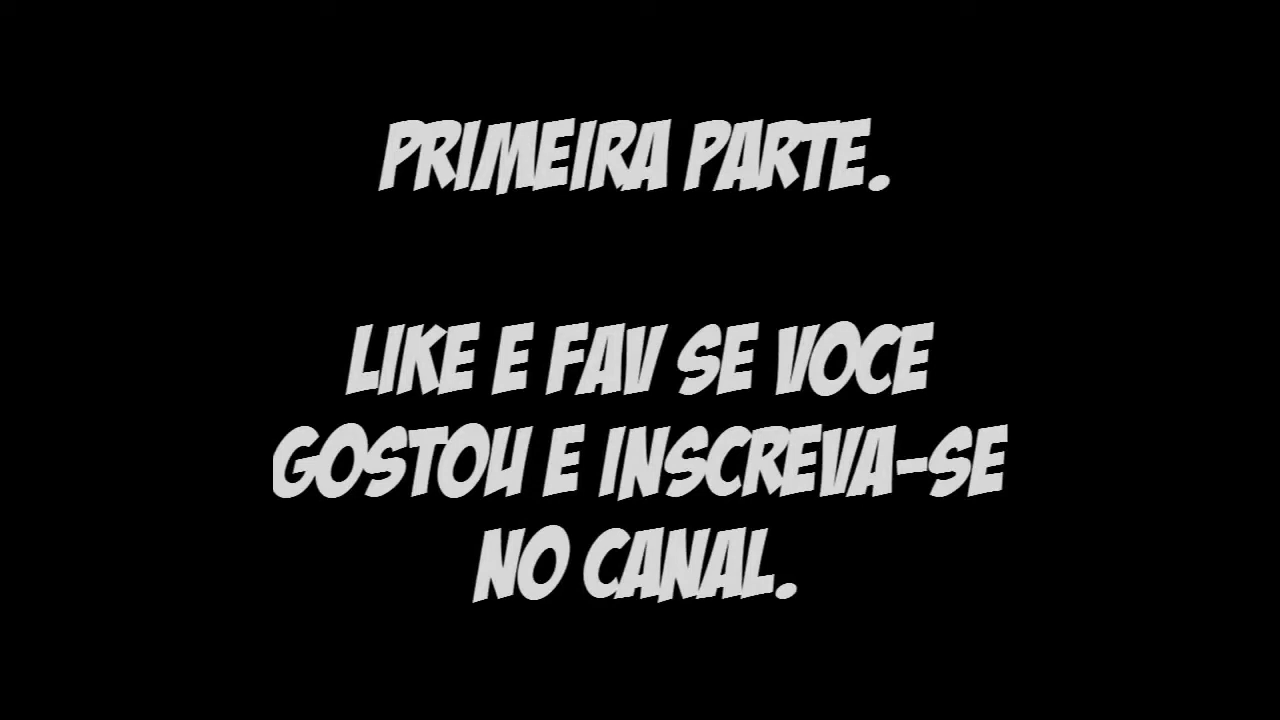 PRIMEIRA PARTE.
LIKE E FAV SE VOCE
GOSTOU E INSCREVA-SE
NO CANAL.